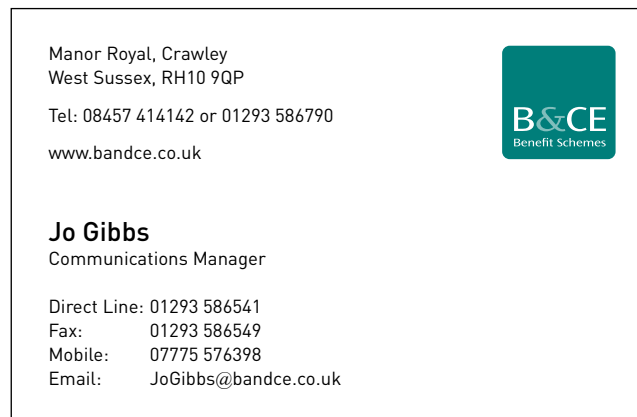 Manor Royal, Crawley
West Sussex, RH10 9QP
Tel: 08457 414142 or 01293 586790
www.bandce.co.uk
B&CE
Benefit Schemes
Jo Gibbs
Communications Manager
Direct Line: 01293 586541
Fax: 01293 586549
Mobile: 07775 576398
Email: JoGibbs@bandce.co.uk